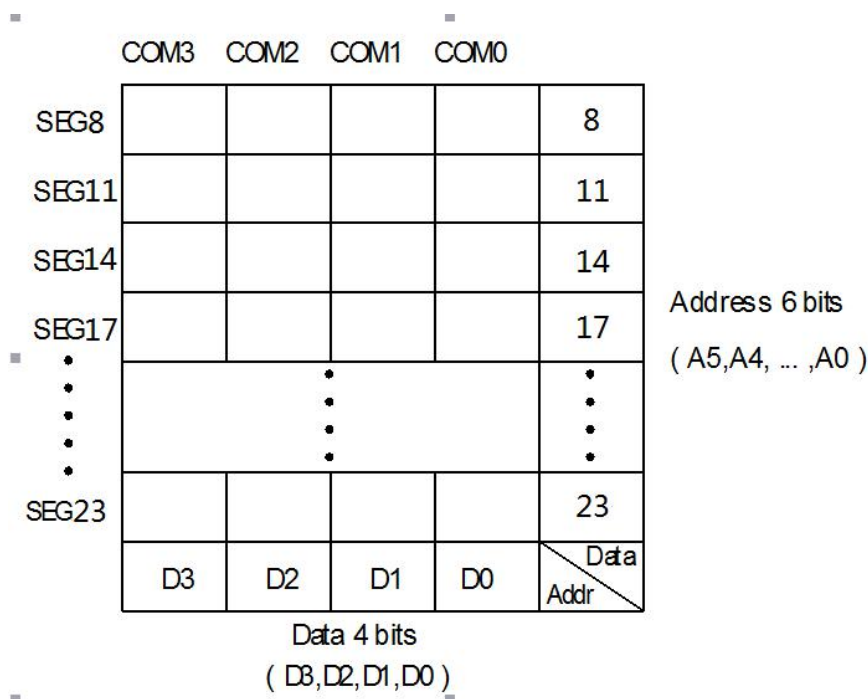 COM3 COM2 COM1 COM0
SEG8 8
SEG11 11
SEG14 14
SEG17 17
Address 6 bits
( A5,A4, ... ,A0 )
SEG23 23
D3 D2 D1 D0 Data
Addr
Data 4 bits
( D3,D2,D1,D0 )